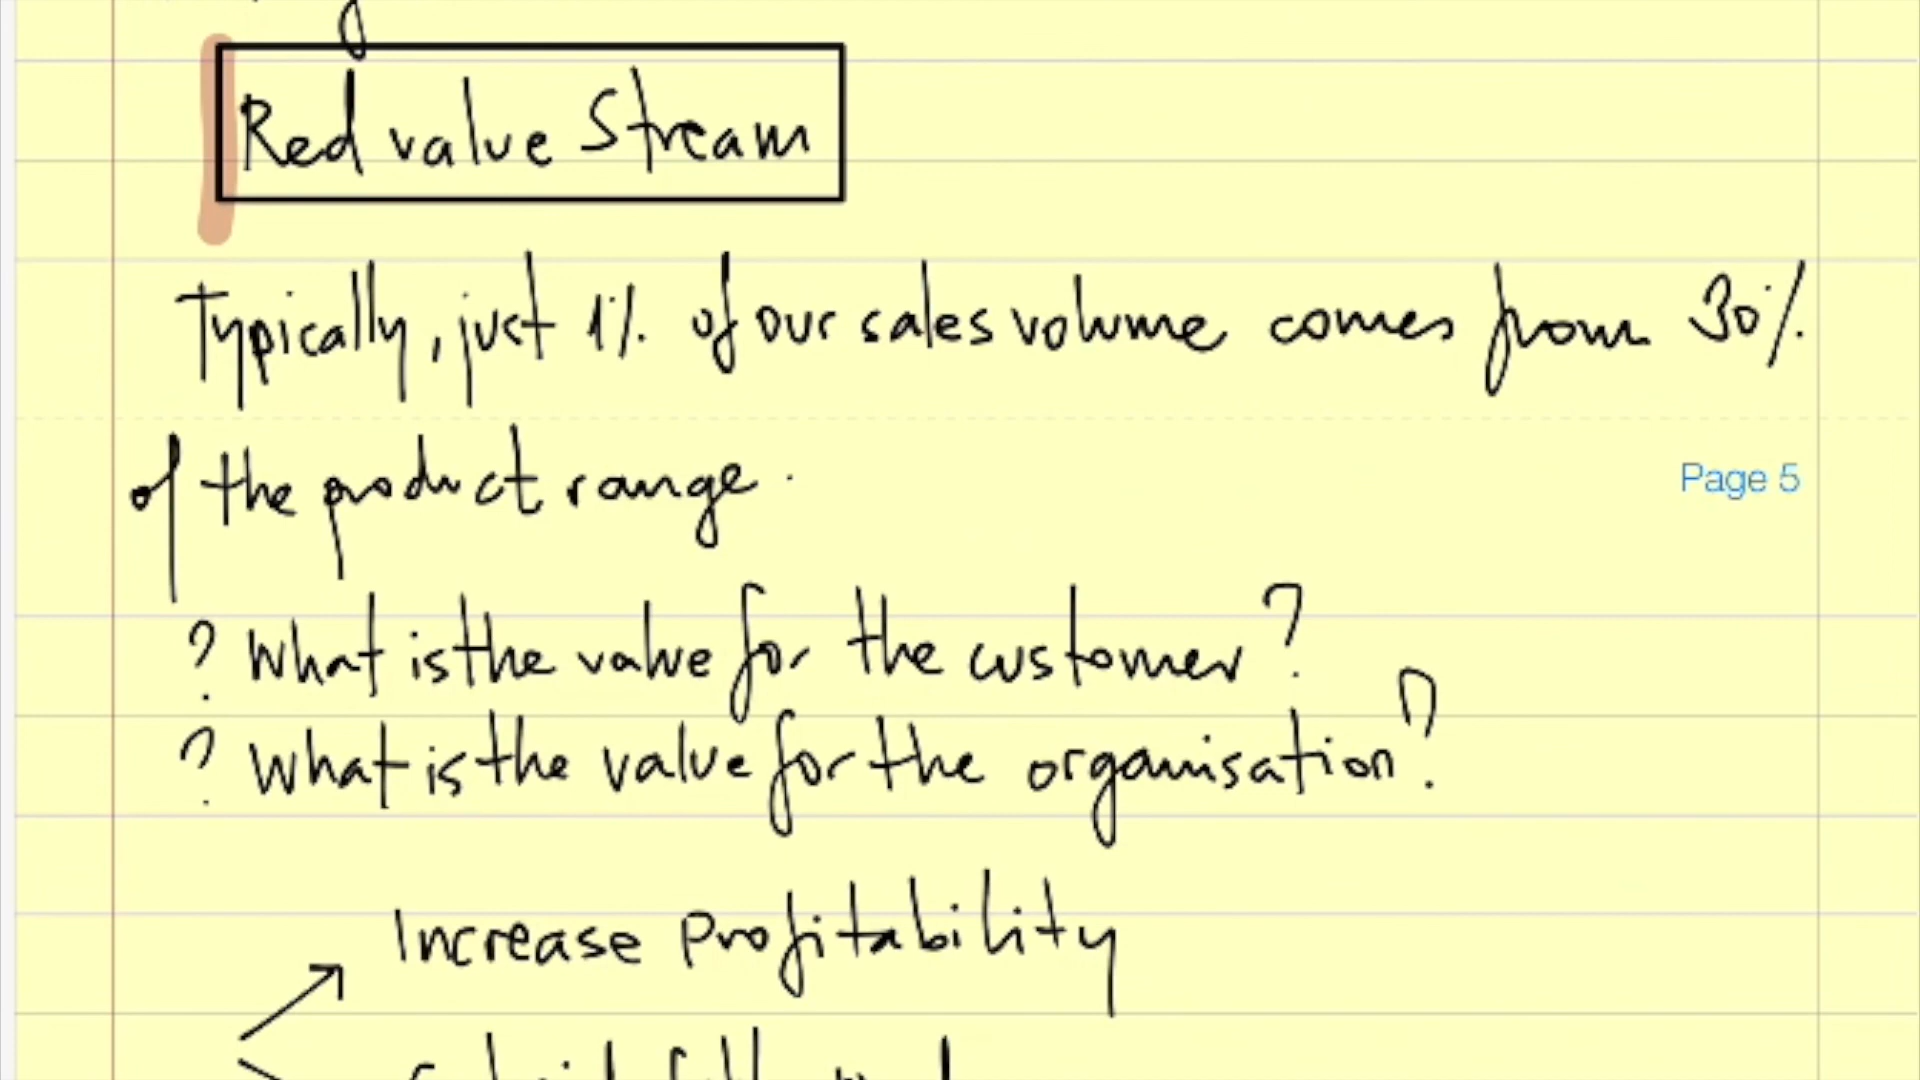 Red value Stream
Typically, just 1% of our sales volume comes from 30%
of the product range.
Page 5
? What is the value for the customer?
? What is the value for the organisation?
Increase Profitability